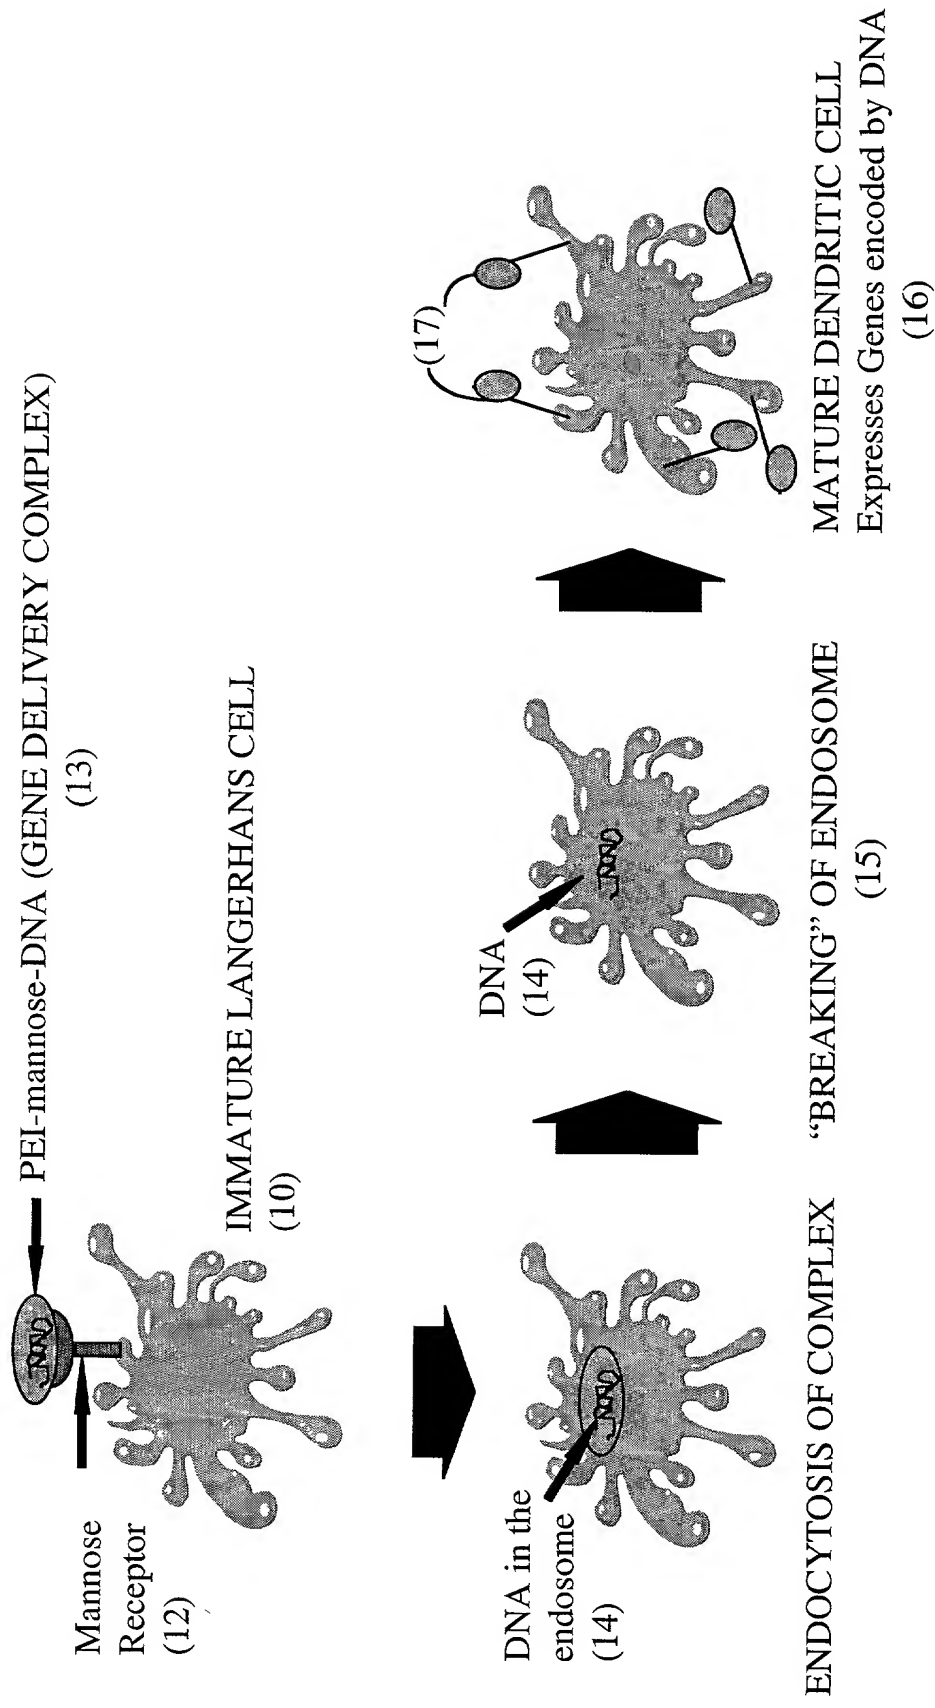 PEI-mannose-DNA (GENE DELIVERY COMPLEX)
(13)
Mannose
Receptor
(12)
IMMATURE LANGERHANS CELL
(10)
DNA in the
endosome
(14)
ENDOCYTOSIS OF COMPLEX
DNA
(14)
“BREAKING” OF ENDOSOME
(15)
(17)
MATURE DENDRITIC CELL
Expresses Genes encoded by DNA
(16)